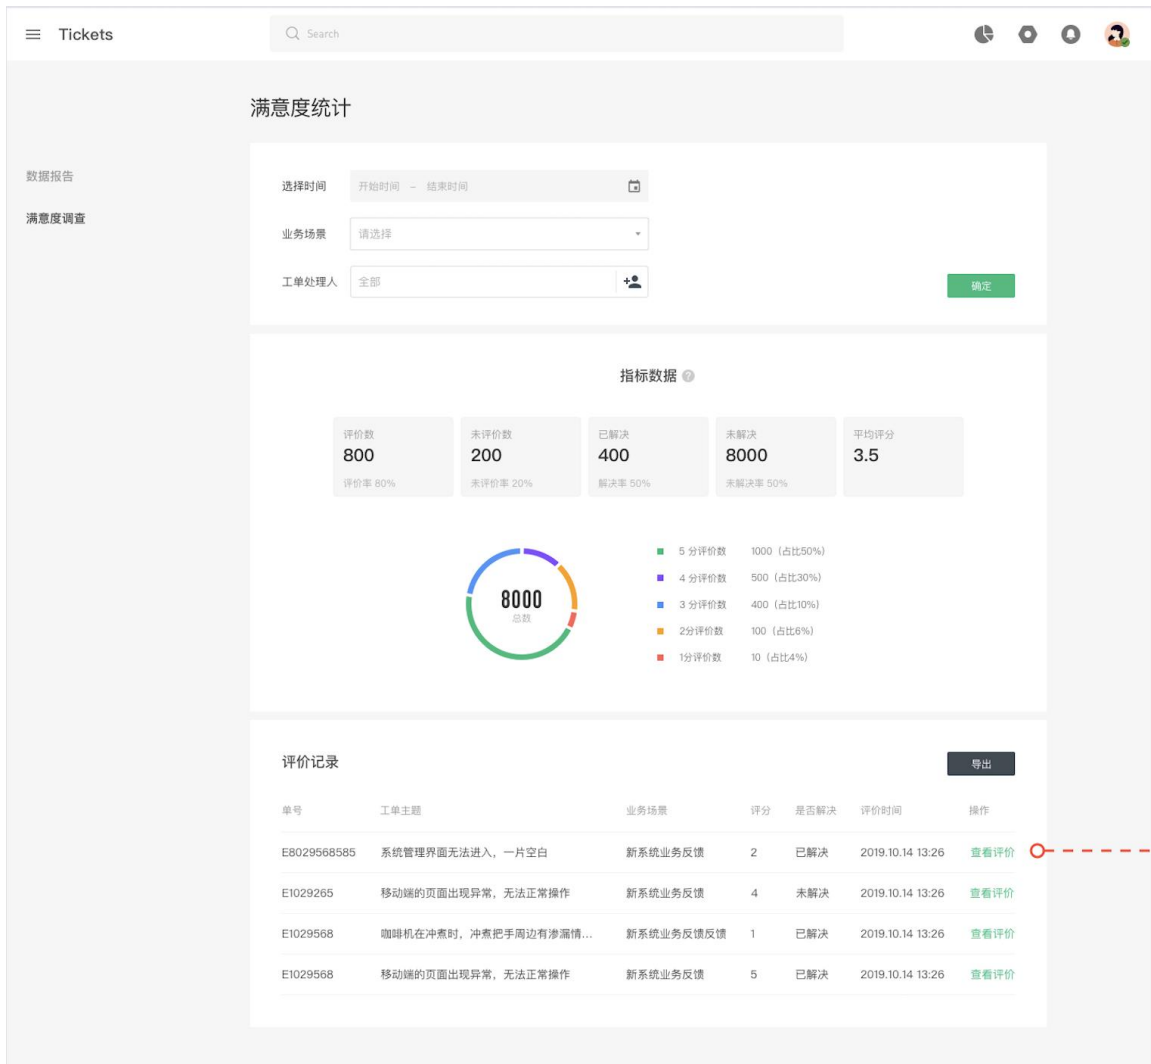 Tickets
Search
满意度统计
数据报告
满意度调查
选择时间 开始时间 – 结束时间
业务场景 请选择
工单处理人 全部
确定
指标数据 ?
评价数 未评价数 已解决 未解决 平均评分
800 200 400 8000 3.5
评价率 80% 未评价率 20% 解决率 50% 未解决率 50%
8000
总数
5 分评价数 1000（占比50%）
4 分评价数 500（占比30%）
3 分评价数 400（占比10%）
2分评价数 100（占比6%）
1分评价数 10（占比4%）
评价记录 导出
单号 工单主题 业务场景 评分 是否解决 评价时间 操作
E8029568585 系统管理界面无法进入，一片空白 新系统业务反馈 2 已解决 2019.10.14 13:26 查看评价
E1029265 移动端的页面出现异常，无法正常操作 新系统业务反馈 4 未解决 2019.10.14 13:26 查看评价
E1029568 咖啡机在冲煮时，冲煮把手周边有渗漏情... 新系统业务反馈反馈 1 已解决 2019.10.14 13:26 查看评价
E1029568 移动端的页面出现异常，无法正常操作 新系统业务反馈 5 已解决 2019.10.14 13:26 查看评价